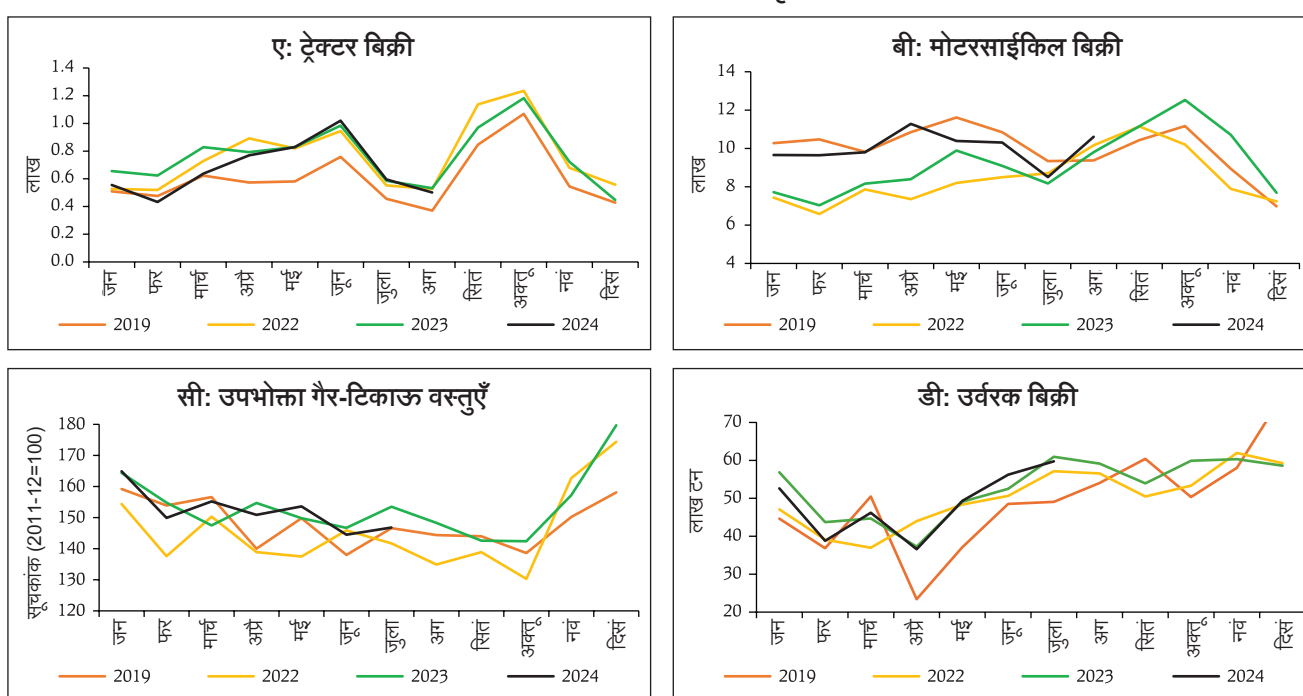 ए: ट्रेक्टर बिक्री
लाख
1.4
1.2
1.0
0.8
0.6
0.4
0.2
0.0
जन फर मार्च अप्रै मई जून जुला अग सितं अक्तू नवं दिसं
2019 2022 2023 2024
बी: मोटरसाईकिल बिक्री
लाख
14
12
10
8
6
4
जन फर मार्च अप्रै मई जून जुला अग सितं अक्तू नवं दिसं
2019 2022 2023 2024
सी: उपभोक्ता गैर-टिकाऊ वस्तुएँ
सूचकांक (2011-12=100)
180
170
160
150
140
130
120
जन फर मार्च अप्रै मई जून जुला अग सितं अक्तू नवं दिसं
2019 2022 2023 2024
डी: उर्वरक बिक्री
लाख टन
70
60
50
40
30
20
जन फर मार्च अप्रै मई जून जुला अग सितं अक्तू नवं दिसं
2019 2022 2023 2024